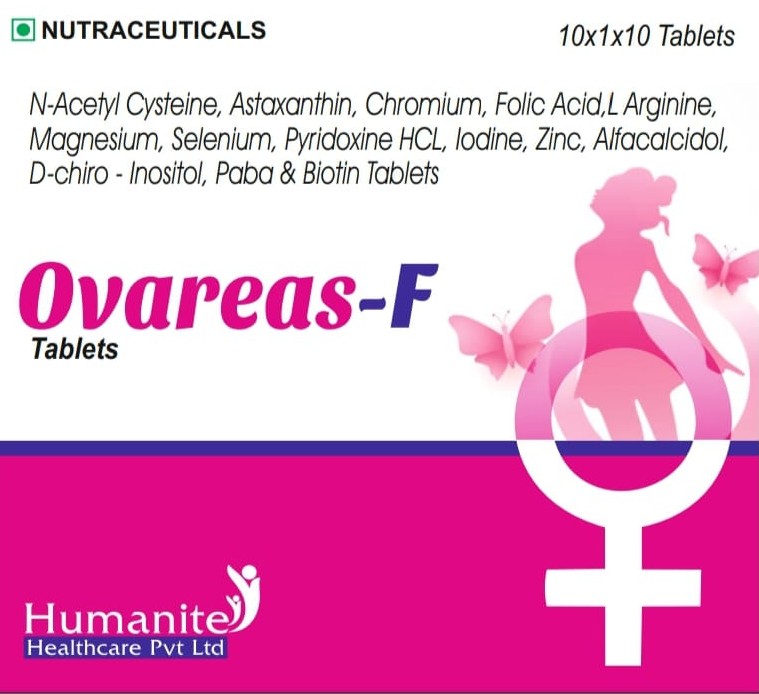 NUTRACEUTICALS
10x1x10 Tablets
N-Acetyl Cysteine, Astaxanthin, Chromium, Folic Acid,L Arginine,
Magnesium, Selenium, Pyridoxine HCL, Iodine, Zinc, Alfacalcidol,
D-chiro - Inositol, Paba & Biotin Tablets
Ovareas-F
Tablets
Humanite
Healthcare Pvt Ltd